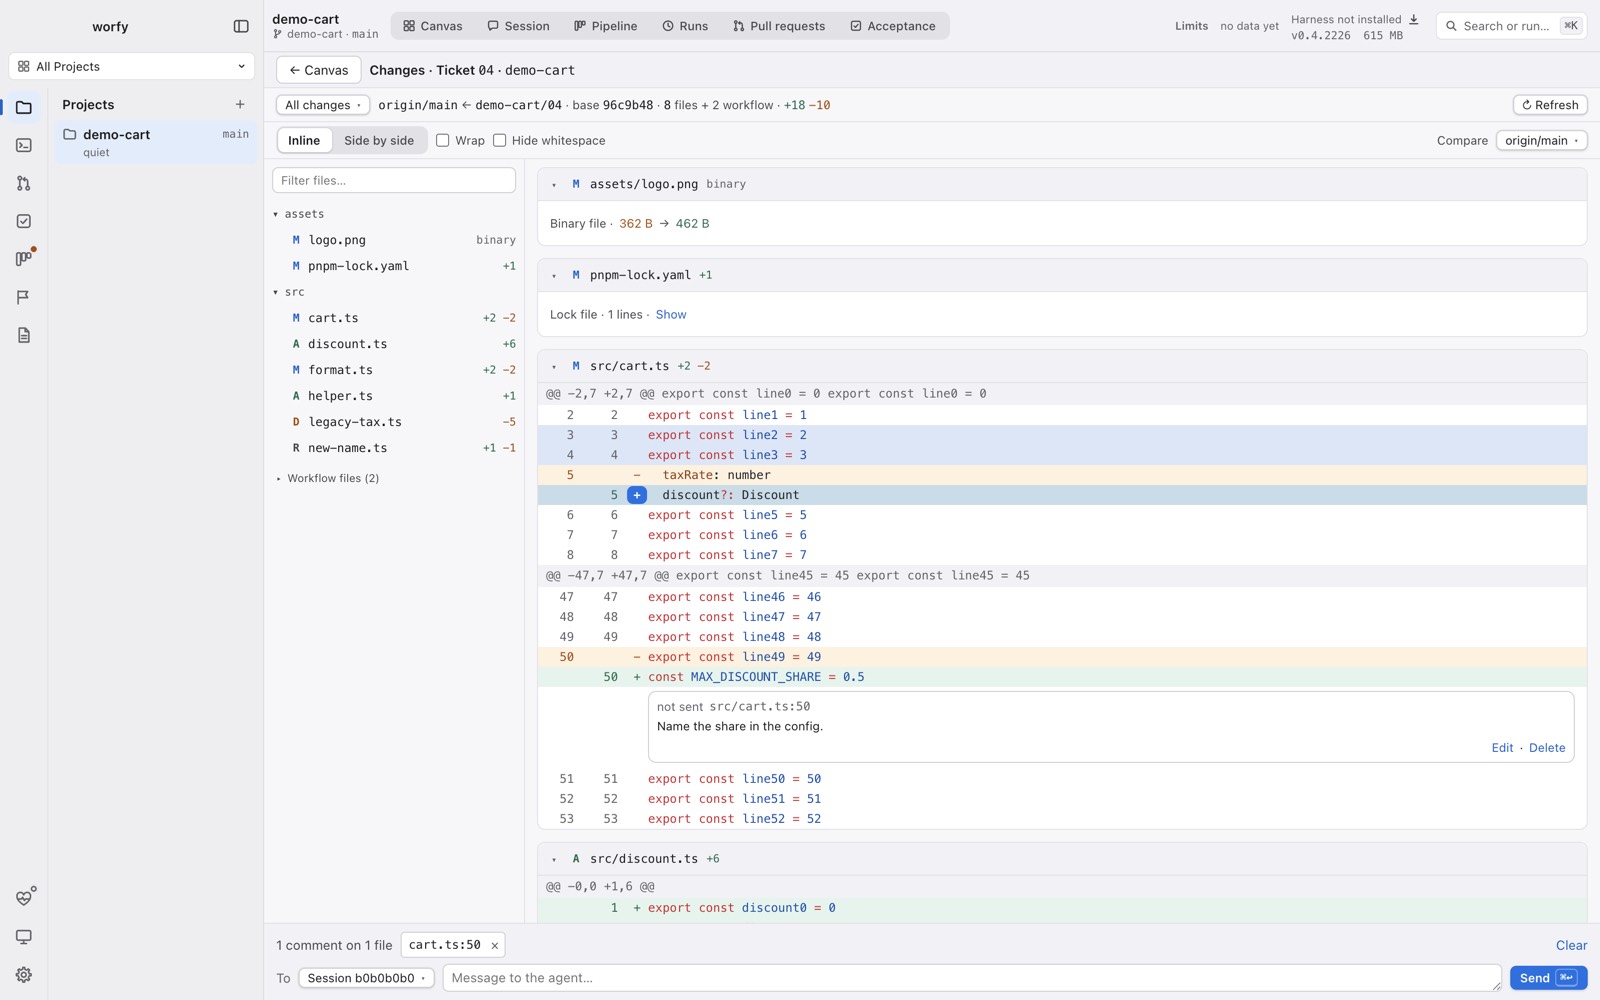 worfy
demo-cart
demo-cart · main
Canvas
Session
Pipeline
Runs
Pull requests
Acceptance
Limits no data yet
Harness not installed
v0.4.2226 615 MB
Search or run... ⌘K
All Projects
Projects +
demo-cart main
quiet
← Canvas
Changes · Ticket 04 · demo-cart
All changes
origin/main ← demo-cart/04 · base 96c9b48 · 8 files + 2 workflow · +18 −10
Refresh
Inline
Side by side
Wrap
Hide whitespace
Compare origin/main
Filter files...
assets
M logo.png binary
M pnpm-lock.yaml +1
src
M cart.ts +2 −2
A discount.ts +6
M format.ts +2 −2
A helper.ts +1
D legacy-tax.ts −5
R new-name.ts +1 −1
Workflow files (2)
M assets/logo.png binary
Binary file · 362 B → 462 B
M pnpm-lock.yaml +1
Lock file · 1 lines · Show
M src/cart.ts +2 −2
@@ −2,7 +2,7 @@ export const line0 = 0 export const line0 = 0
2 2 export const line1 = 1
3 3 export const line2 = 2
4 4 export const line3 = 3
5 − taxRate: number
5 + discount?: Discount
6 6 export const line5 = 5
7 7 export const line6 = 6
8 8 export const line7 = 7
@@ −47,7 +47,7 @@ export const line45 = 45 export const line45 = 45
47 47 export const line46 = 46
48 48 export const line47 = 47
49 49 export const line48 = 48
50 − export const line49 = 49
50 + const MAX_DISCOUNT_SHARE = 0.5
not sent src/cart.ts:50
Name the share in the config.
Edit · Delete
51 51 export const line50 = 50
52 52 export const line51 = 51
53 53 export const line52 = 52
A src/discount.ts +6
@@ −0,0 +1,6 @@
1 + export const discount0 = 0
1 comment on 1 file cart.ts:50 ×
Clear
To Session b0b0b0b0
Message to the agent...
Send ⌘↩